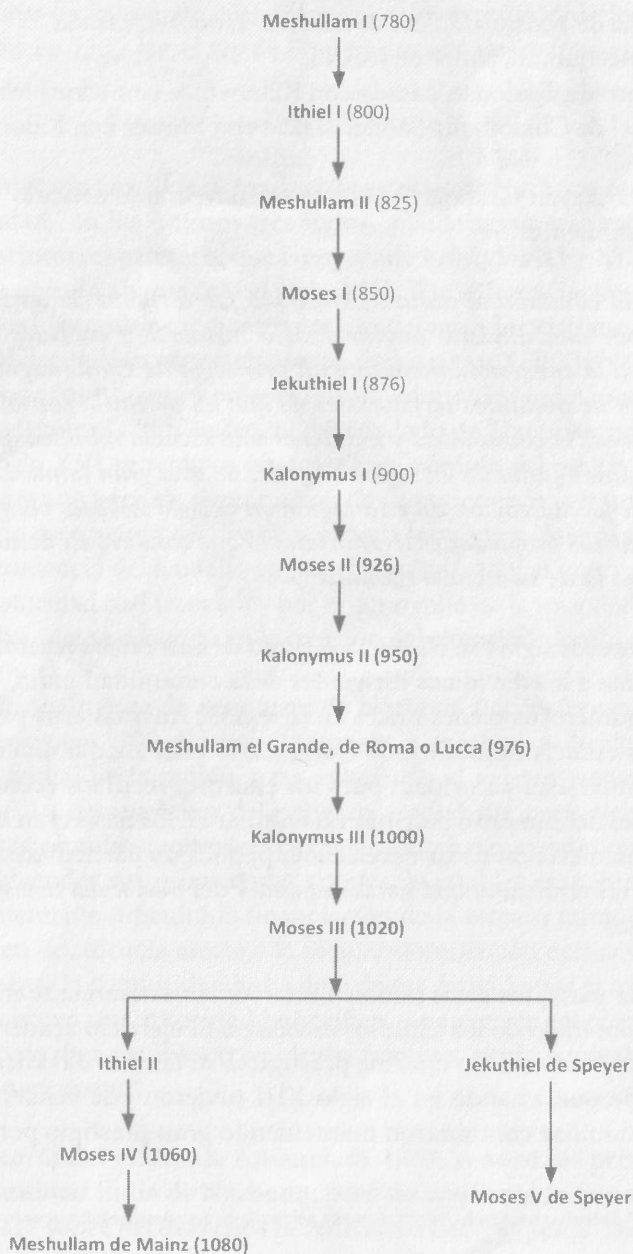 Meshullam I (780)
Ithiel I (800)
Meshullam II (825)
Moses I (850)
Jekuthiel I (876)
Kalonymus I (900)
Moses II (926)
Kalonymus II (950)
Meshullam el Grande, de Roma o Lucca (976)
Kalonymus III (1000)
Moses III (1020)
Ithiel II
Jekuthiel de Speyer
Moses IV (1060)
Moses V de Speyer
Meshullam de Mainz (1080)